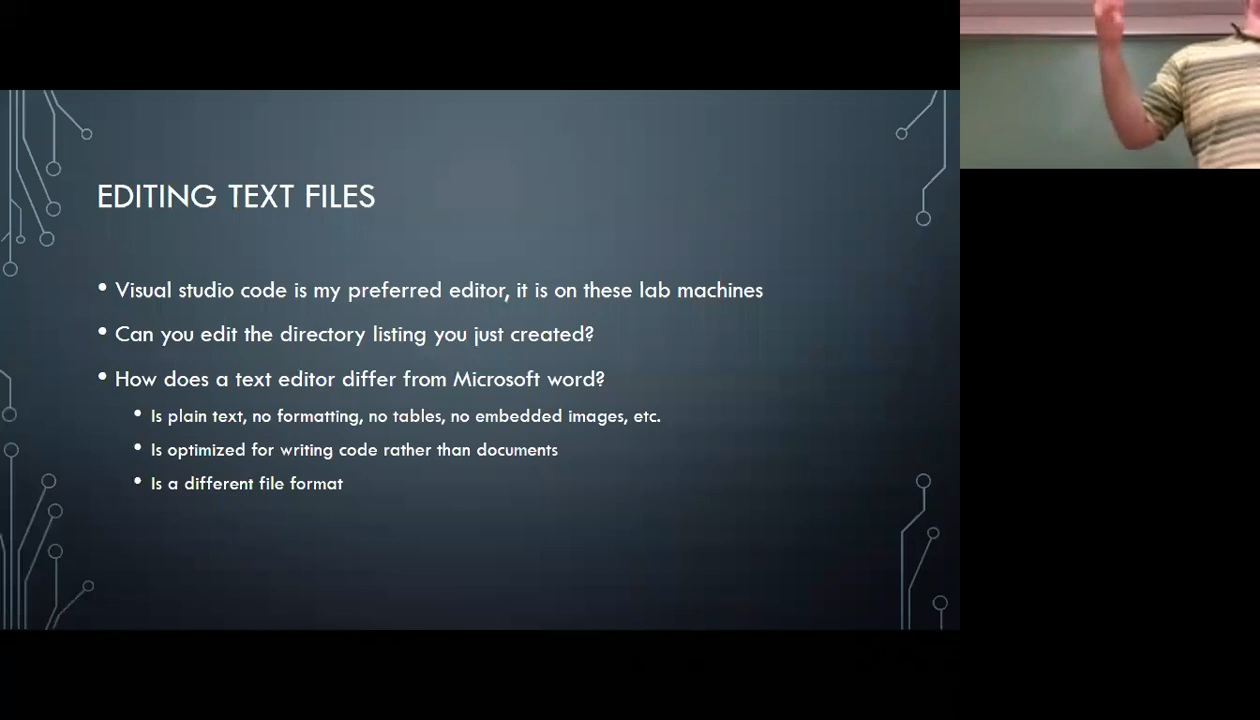 EDITING TEXT FILES
• Visual studio code is my preferred editor, it is on these lab machines
• Can you edit the directory listing you just created?
• How does a text editor differ from Microsoft word?
• Is plain text, no formatting, no tables, no embedded images, etc.
• Is optimized for writing code rather than documents
• Is a different file format